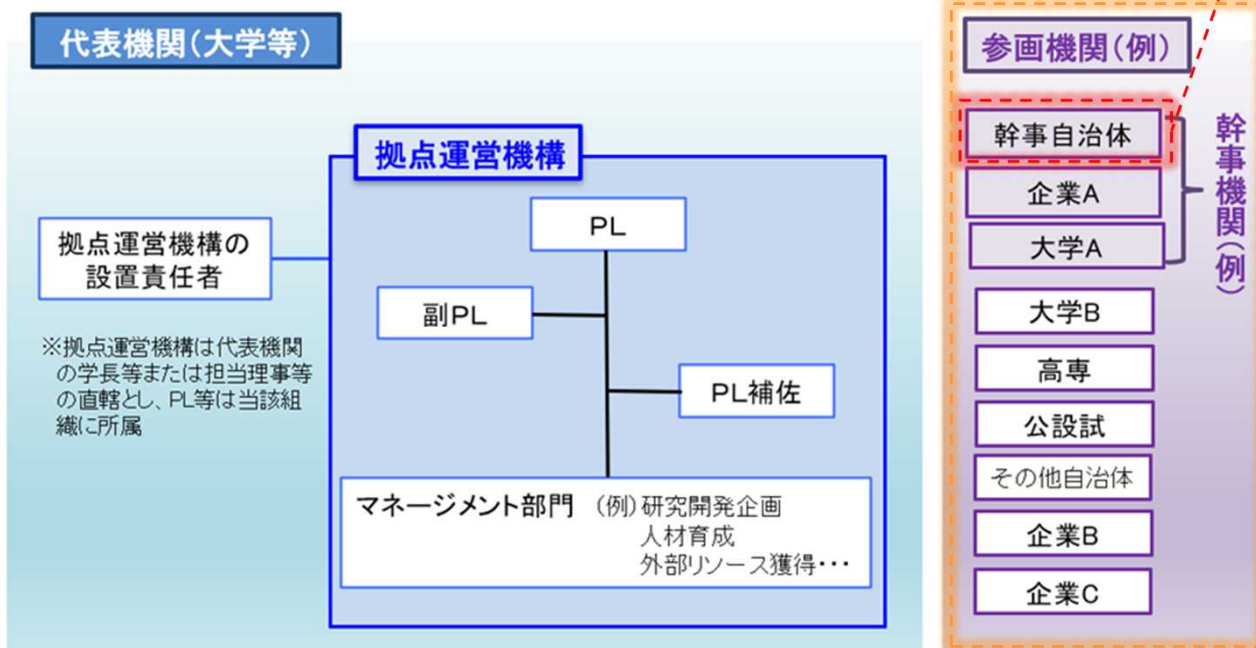 代表機関(大学等)
拠点運営機構
PL
拠点運営機構の
設置責任者
副PL
※拠点運営機構は代表機関
の学長等または担当理事等
の直轄とし、PL等は当該組
織に所属
PL補佐
マネージメント部門 (例)研究開発企画
人材育成
外部リソース獲得・・・
参画機関(例)
幹事自治体
企業A
大学A
幹事機関(例)
大学B
高専
公設試
その他自治体
企業B
企業C